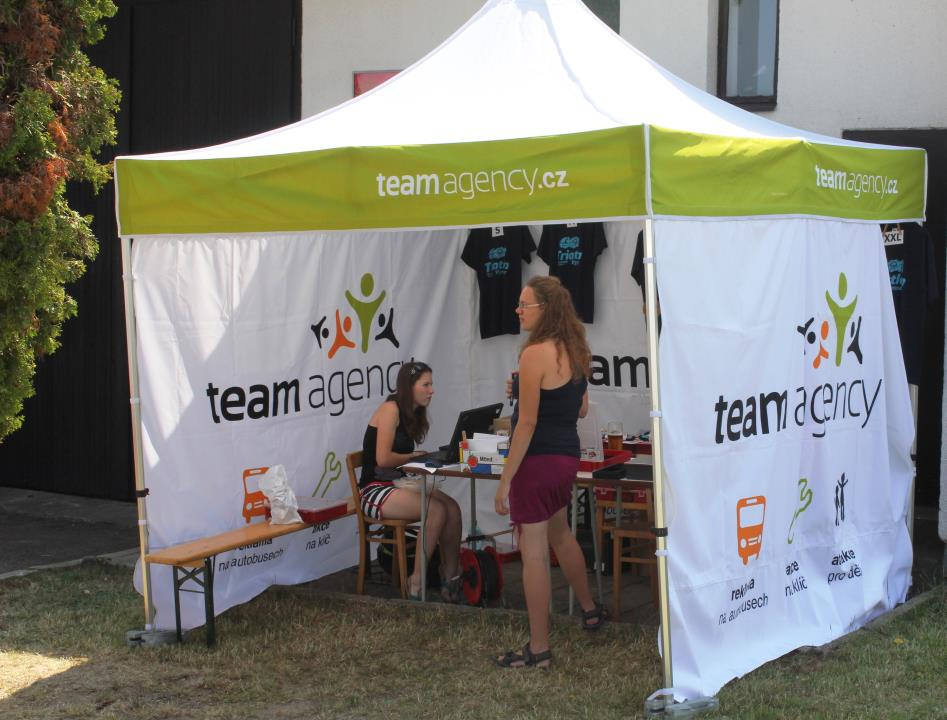 teamagency.cz
teamagency.cz
S
XXL
team agency
team
team agency
reklama
na autobusech
akce
na klíč
reklama
na autobusech
akce
na klíč
atrakce
pro děti